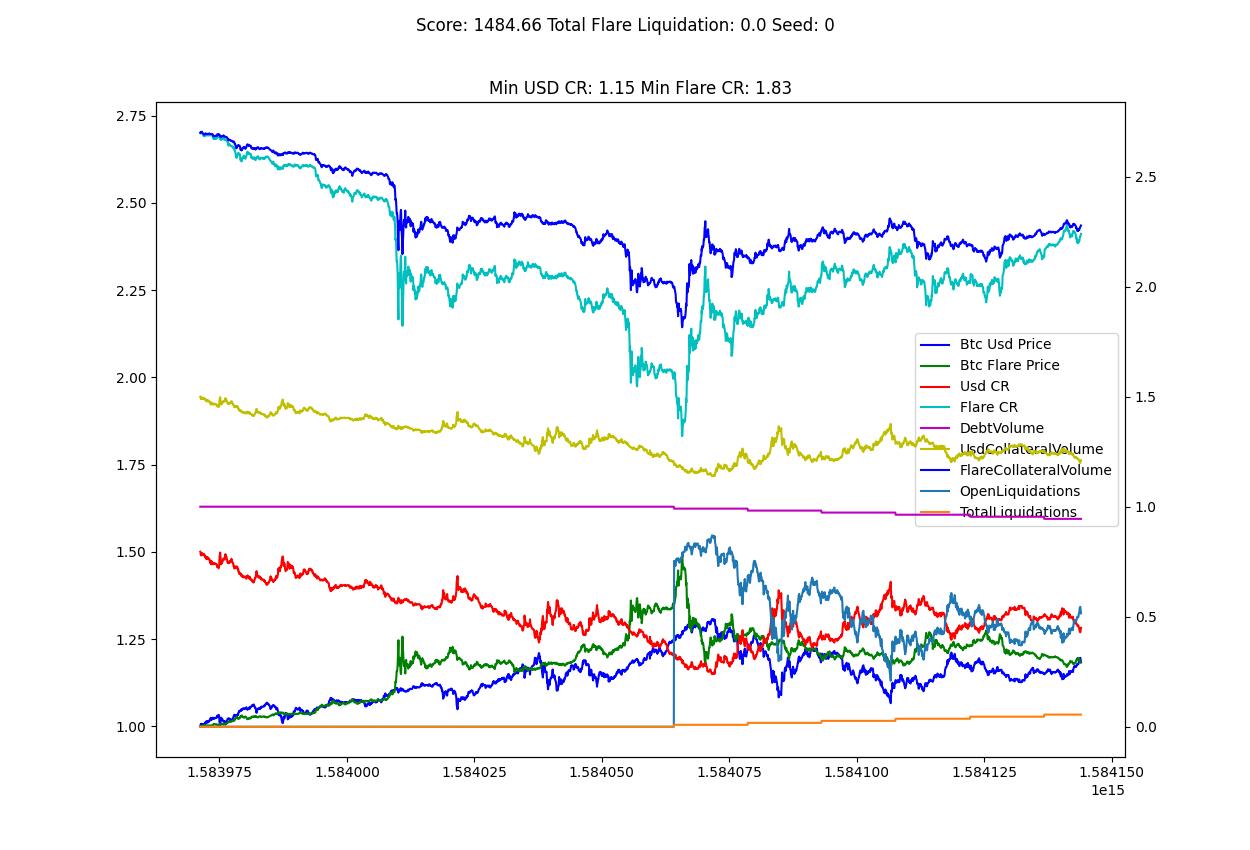 Score: 1484.66 Total Flare Liquidation: 0.0 Seed: 0
Min USD CR: 1.15 Min Flare CR: 1.83
2.75
2.50
2.25
2.00
1.75
1.50
1.25
1.00
2.5
2.0
1.5
1.0
0.5
0.0
Btc Usd Price
Btc Flare Price
Usd CR
Flare CR
DebtVolume
UsdCollateralVolume
FlareCollateralVolume
OpenLiquidations
TotalLiquidations
1.583975 1.584000 1.584025 1.584050 1.584075 1.584100 1.584125 1.584150
1e15